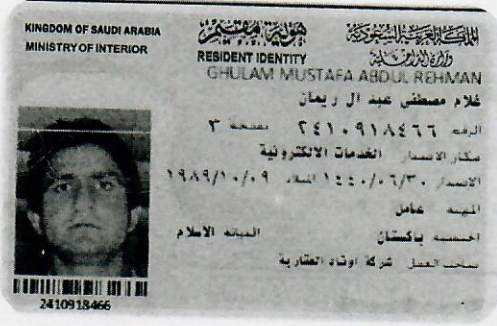 KINGDOM OF SAUDI ARABIA
MINISTRY OF INTERIOR
هوية مقيم
RESIDENT IDENTITY
المملكة العربية السعودية
وزارة الداخلية
GHULAM MUSTAFA ABDUL REHMAN
غلام مصطفى عبد ال ريمان
الرقم ٢٤١٠٩١٨٤٦٦ نسخة ٣
مكان الاصدار الخدمات الالكترونية
الاصدار ١٤٤٠/٠٦/٣٠ الميلاد ١٩٨٩/١٠/٠٩
المهنة عامل
الجنسية باكستان الديانة الاسلام
صاحب العمل شركة اوتاد العقارية
2410918466